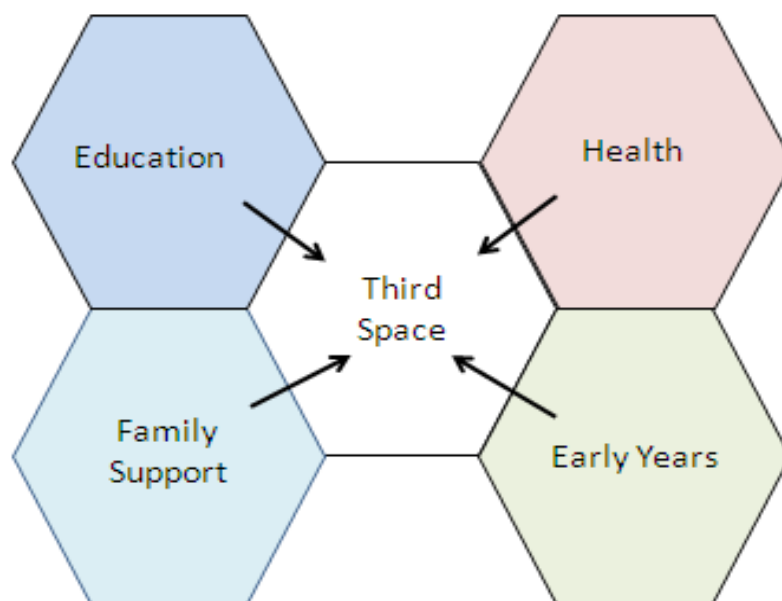 Education
Health
Third
Space
Family
Support
Early Years